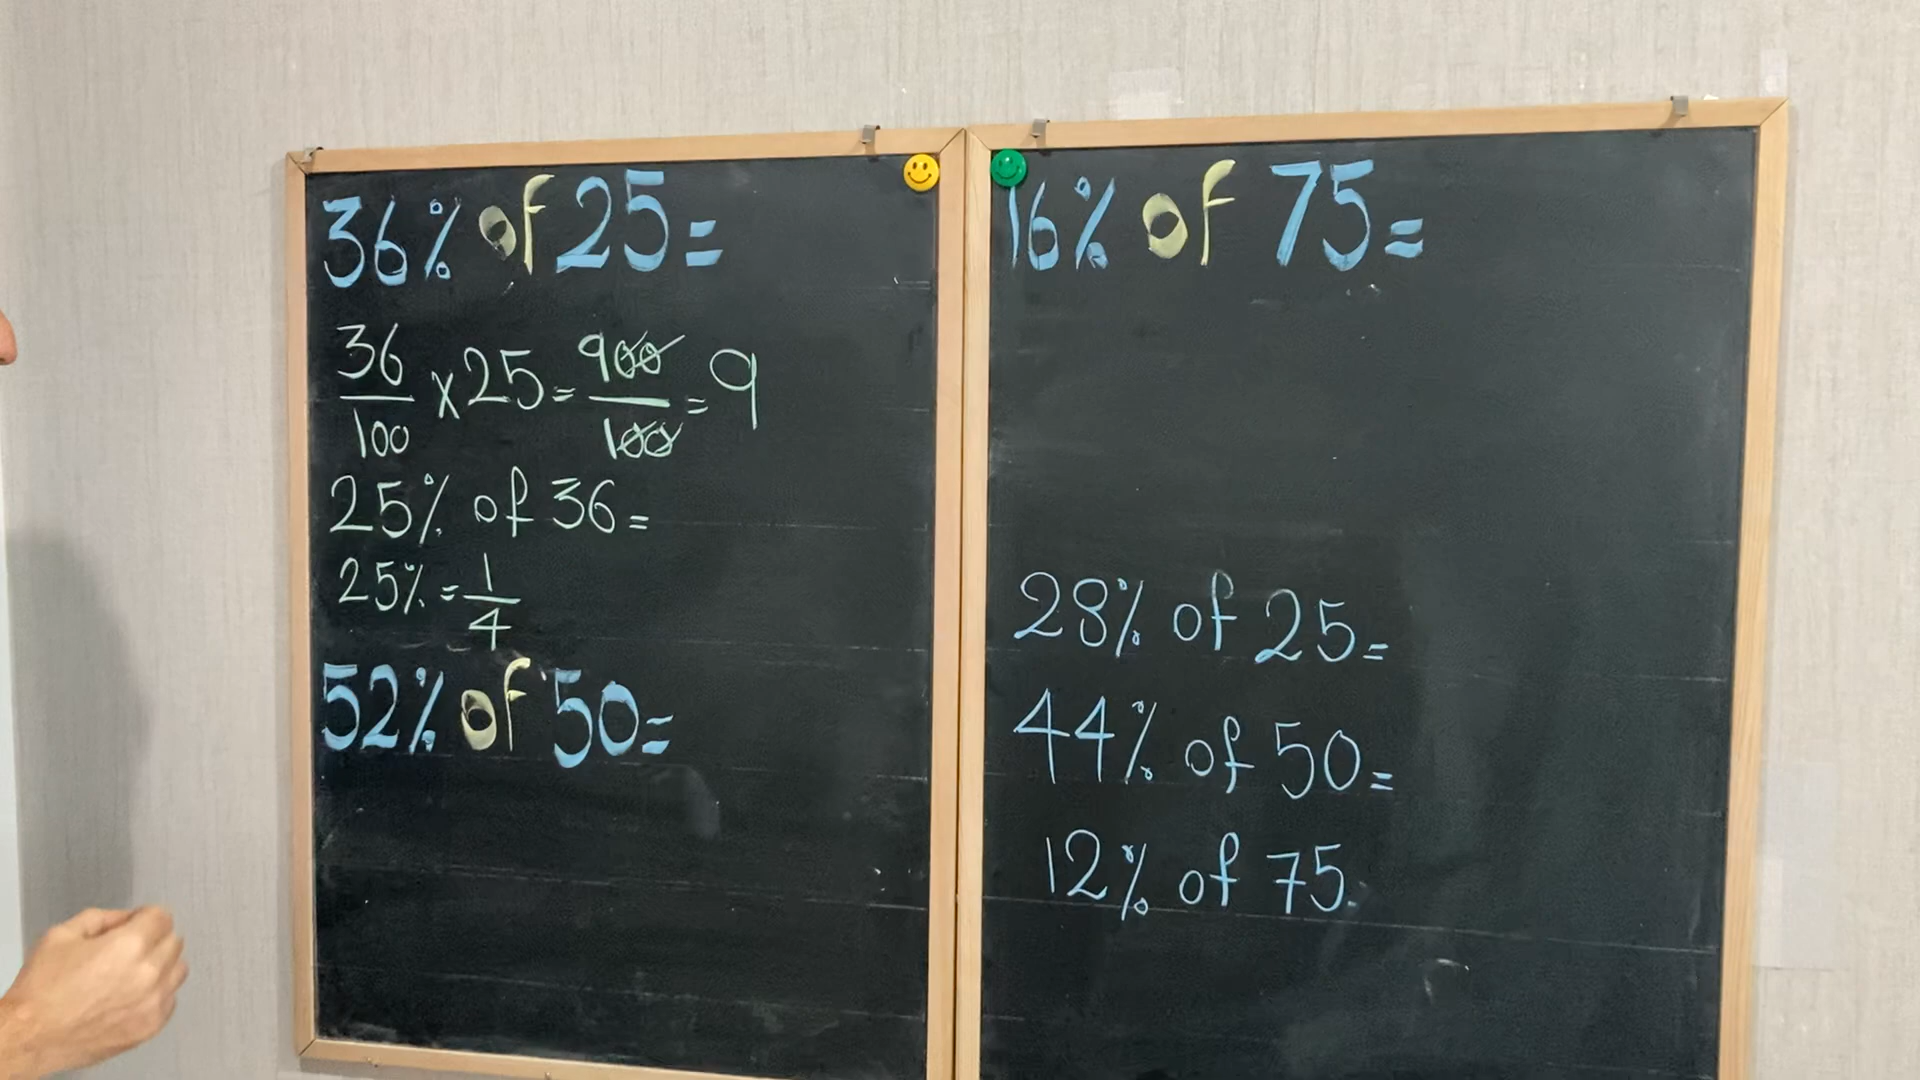 36% of 25=
36/100 x 25 = 900/100 = 9
25% of 36=
25% = 1/4
52% of 50=
16% of 75=
28% of 25=
44% of 50=
12% of 75.